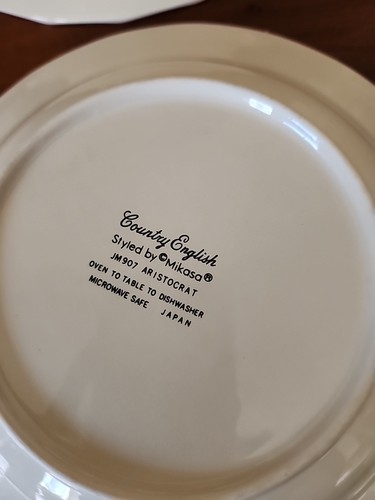 Country English
Styled by ©Mikasa®
JM907 ARISTOCRAT
OVEN TO TABLE TO DISHWASHER
MICROWAVE SAFE JAPAN